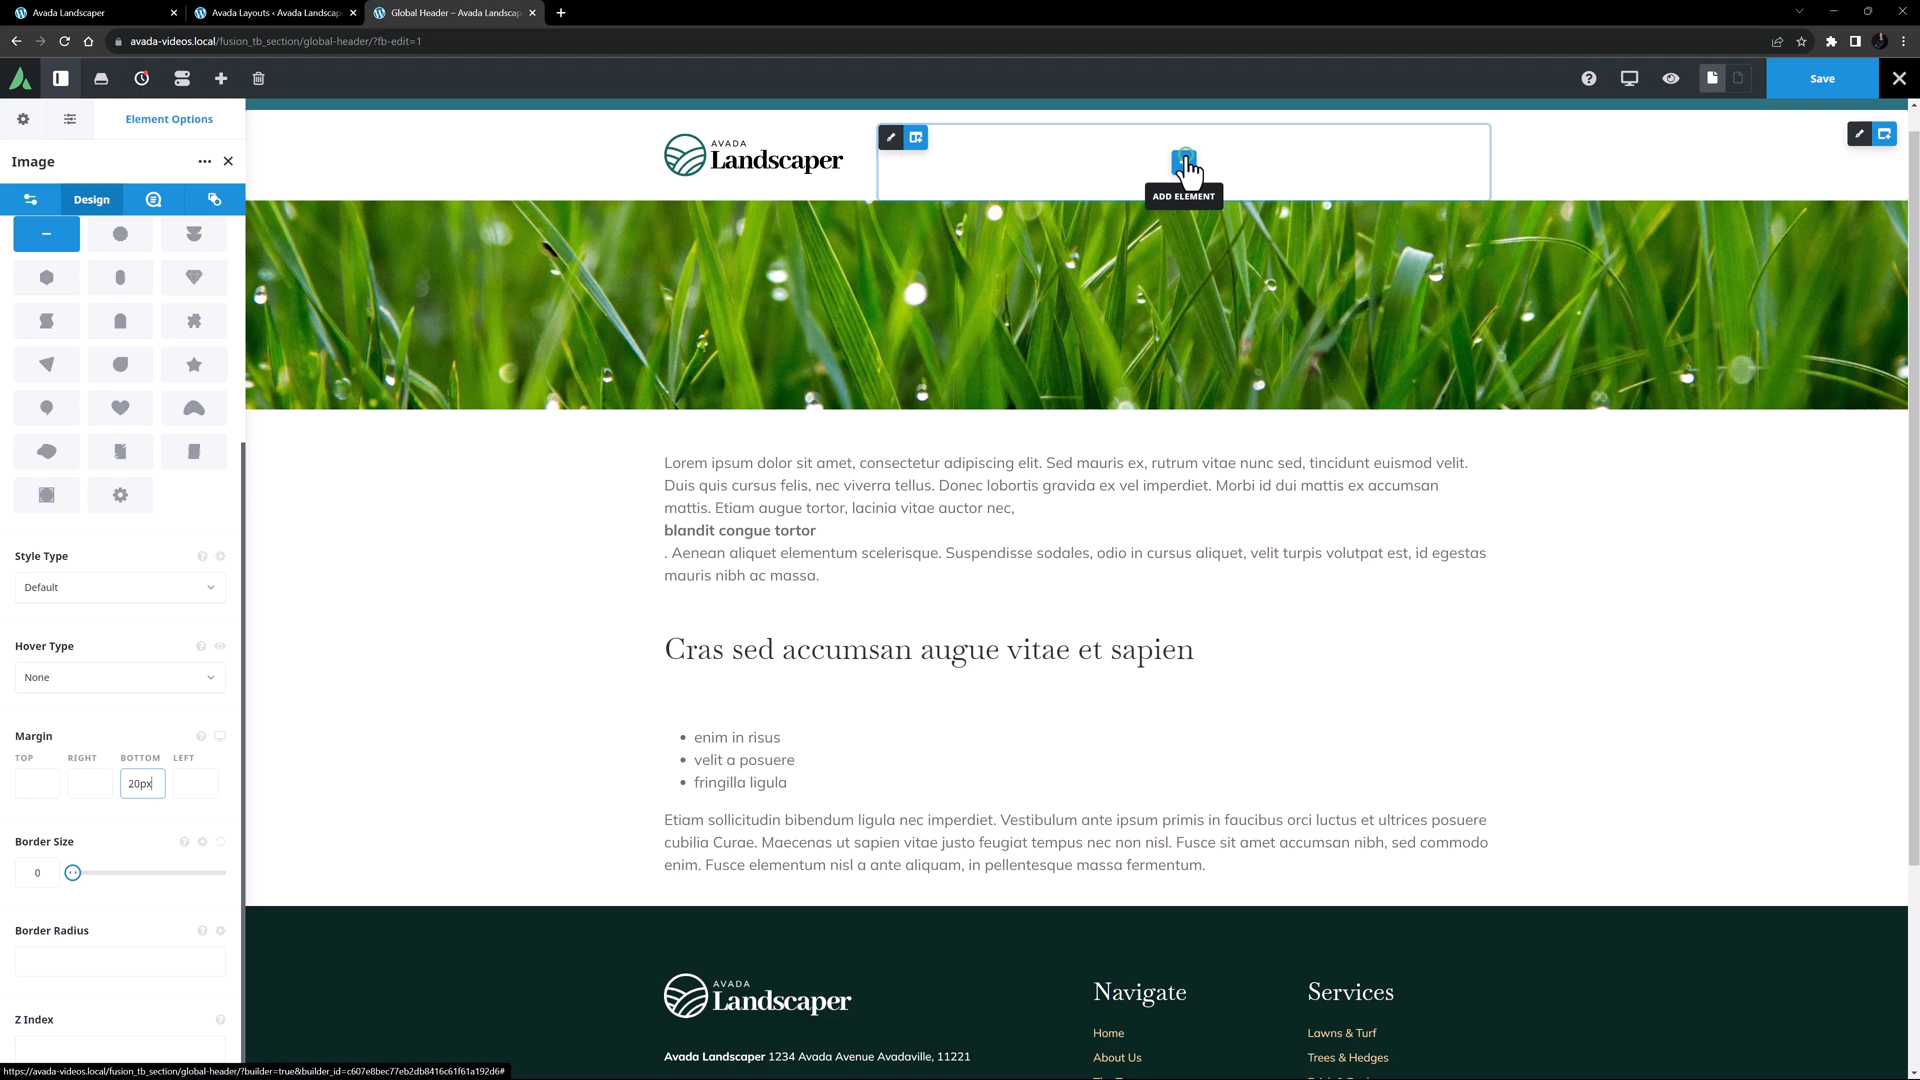 Avada Landscaper
Avada Layouts ‹ Avada Landscap
Global Header – Avada Landscap
avada-videos.local/fusion_tb_section/global-header/?fb-edit=1
Save
Element Options
Image
Design
AVADA
Landscaper
ADD ELEMENT
Style Type
Default
Hover Type
None
Margin
TOP RIGHT BOTTOM LEFT
20px
Border Size
0
Border Radius
Z Index
Lorem ipsum dolor sit amet, consectetur adipiscing elit. Sed mauris ex, rutrum vitae nunc sed, tincidunt euismod velit.
Duis quis cursus felis, nec viverra tellus. Donec lobortis gravida ex vel imperdiet. Morbi id dui mattis ex accumsan
mattis. Etiam augue tortor, lacinia vitae auctor nec,
blandit congue tortor
. Aenean aliquet elementum scelerisque. Suspendisse sodales, odio in cursus aliquet, velit turpis volutpat est, id egestas
mauris nibh ac massa.
Cras sed accumsan augue vitae et sapien
enim in risus
velit a posuere
fringilla ligula
Etiam sollicitudin bibendum ligula nec imperdiet. Vestibulum ante ipsum primis in faucibus orci luctus et ultrices posuere
cubilia Curae. Maecenas ut sapien vitae justo feugiat tempus nec non nisl. Fusce sit amet accumsan nibh, sed commodo
enim. Fusce elementum nisl a ante aliquam, in pellentesque massa fermentum.
AVADA
Landscaper
Avada Landscaper 1234 Avada Avenue Avadaville, 11221
Navigate
Home
About Us
Services
Lawns & Turf
Trees & Hedges
https://avada-videos.local/fusion_tb_section/global-header/?builder=true&builder_id=c607e8bec77eb2db8416c61f61a192d6#